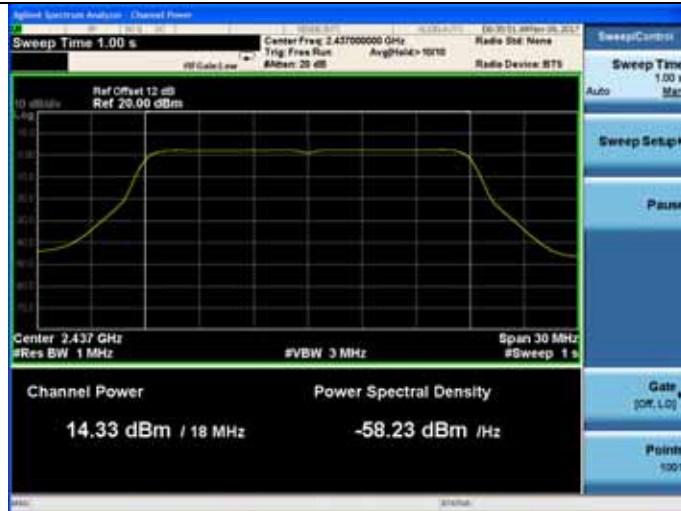 Agilent Spectrum Analyzer - Channel Power
Sweep Time 1.00 s
Center Freq: 2.437000000 GHz
Radio Std: None
Trig: Free Run
Avg|Hold:>10/10
#IFGain:Low
#Atten: 20 dB
Radio Device: BTS
Ref Offset 12 dB
10 dB/div
Ref 20.00 dBm
Log
Center 2.437 GHz
Span 30 MHz
#Res BW 1 MHz
#VBW 3 MHz
#Sweep 1 s
Channel Power
Power Spectral Density
14.33 dBm / 18 MHz
-58.23 dBm /Hz
Sweep/Control
Sweep Time
1.00 s
Auto Man
Sweep Setup
Pause
Gate
[Off, LO]
Points
1001
MSG
STATUS